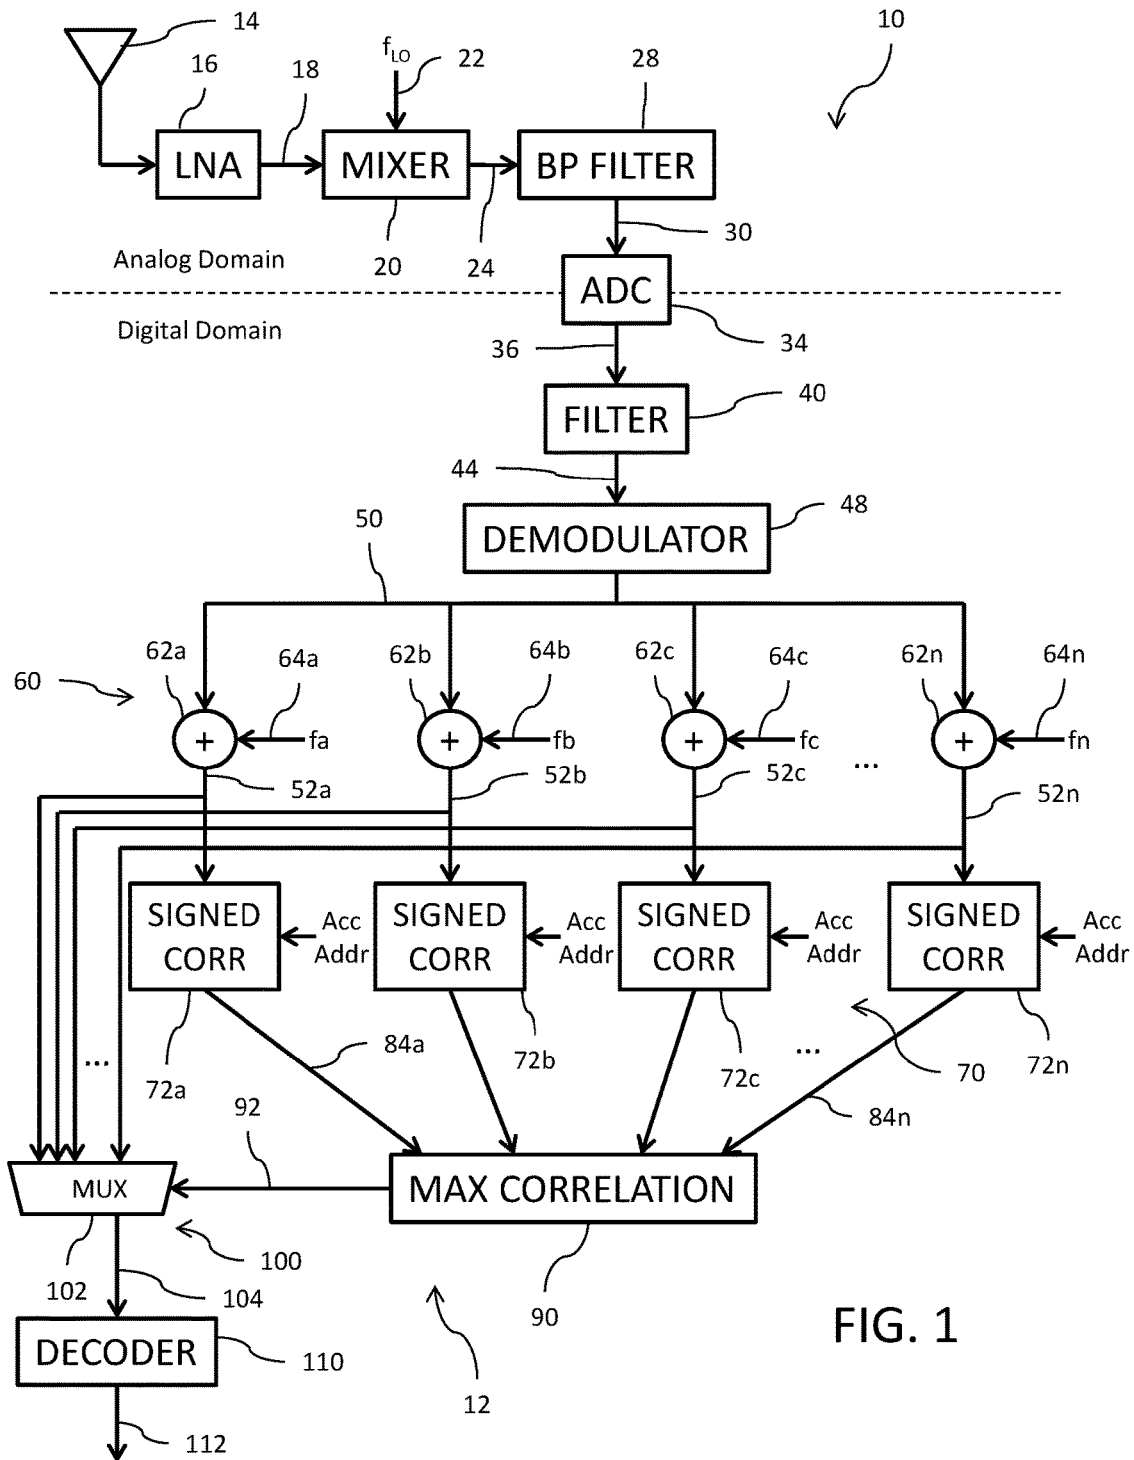 14
10
f_LO
22
16
18
28
LNA
MIXER
BP FILTER
30
20
24
Analog Domain
ADC
Digital Domain
36
34
40
FILTER
44
50
48
DEMODULATOR
62a
64a
62b
64b
62c
64c
62n
64n
60
+
fa
+
fb
+
fc
+
fn
...
52a
52b
52c
52n
SIGNED CORR
Acc Addr
SIGNED CORR
Acc Addr
SIGNED CORR
Acc Addr
SIGNED CORR
Acc Addr
...
84a
72b
...
72c
70
72n
72a
92
84n
MUX
MAX CORRELATION
100
102
104
90
FIG. 1
DECODER
110
12
112